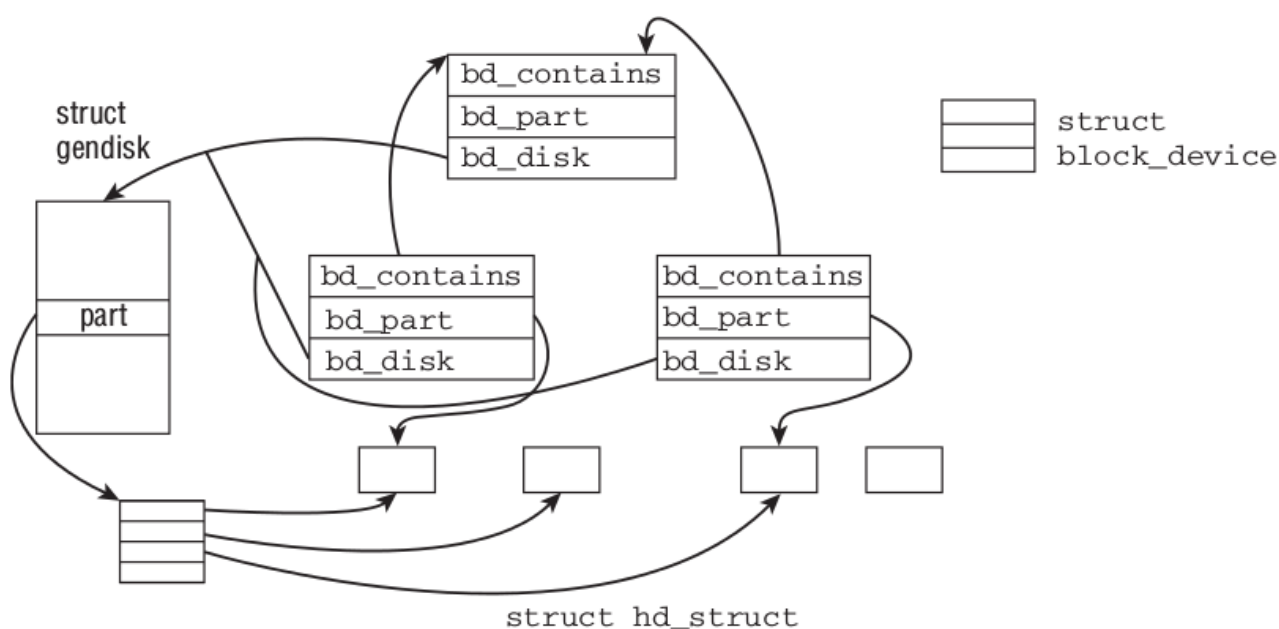 bd_contains
bd_part
bd_disk
struct
gendisk
struct
block_device
part
bd_contains
bd_part
bd_disk
bd_contains
bd_part
bd_disk
struct hd_struct